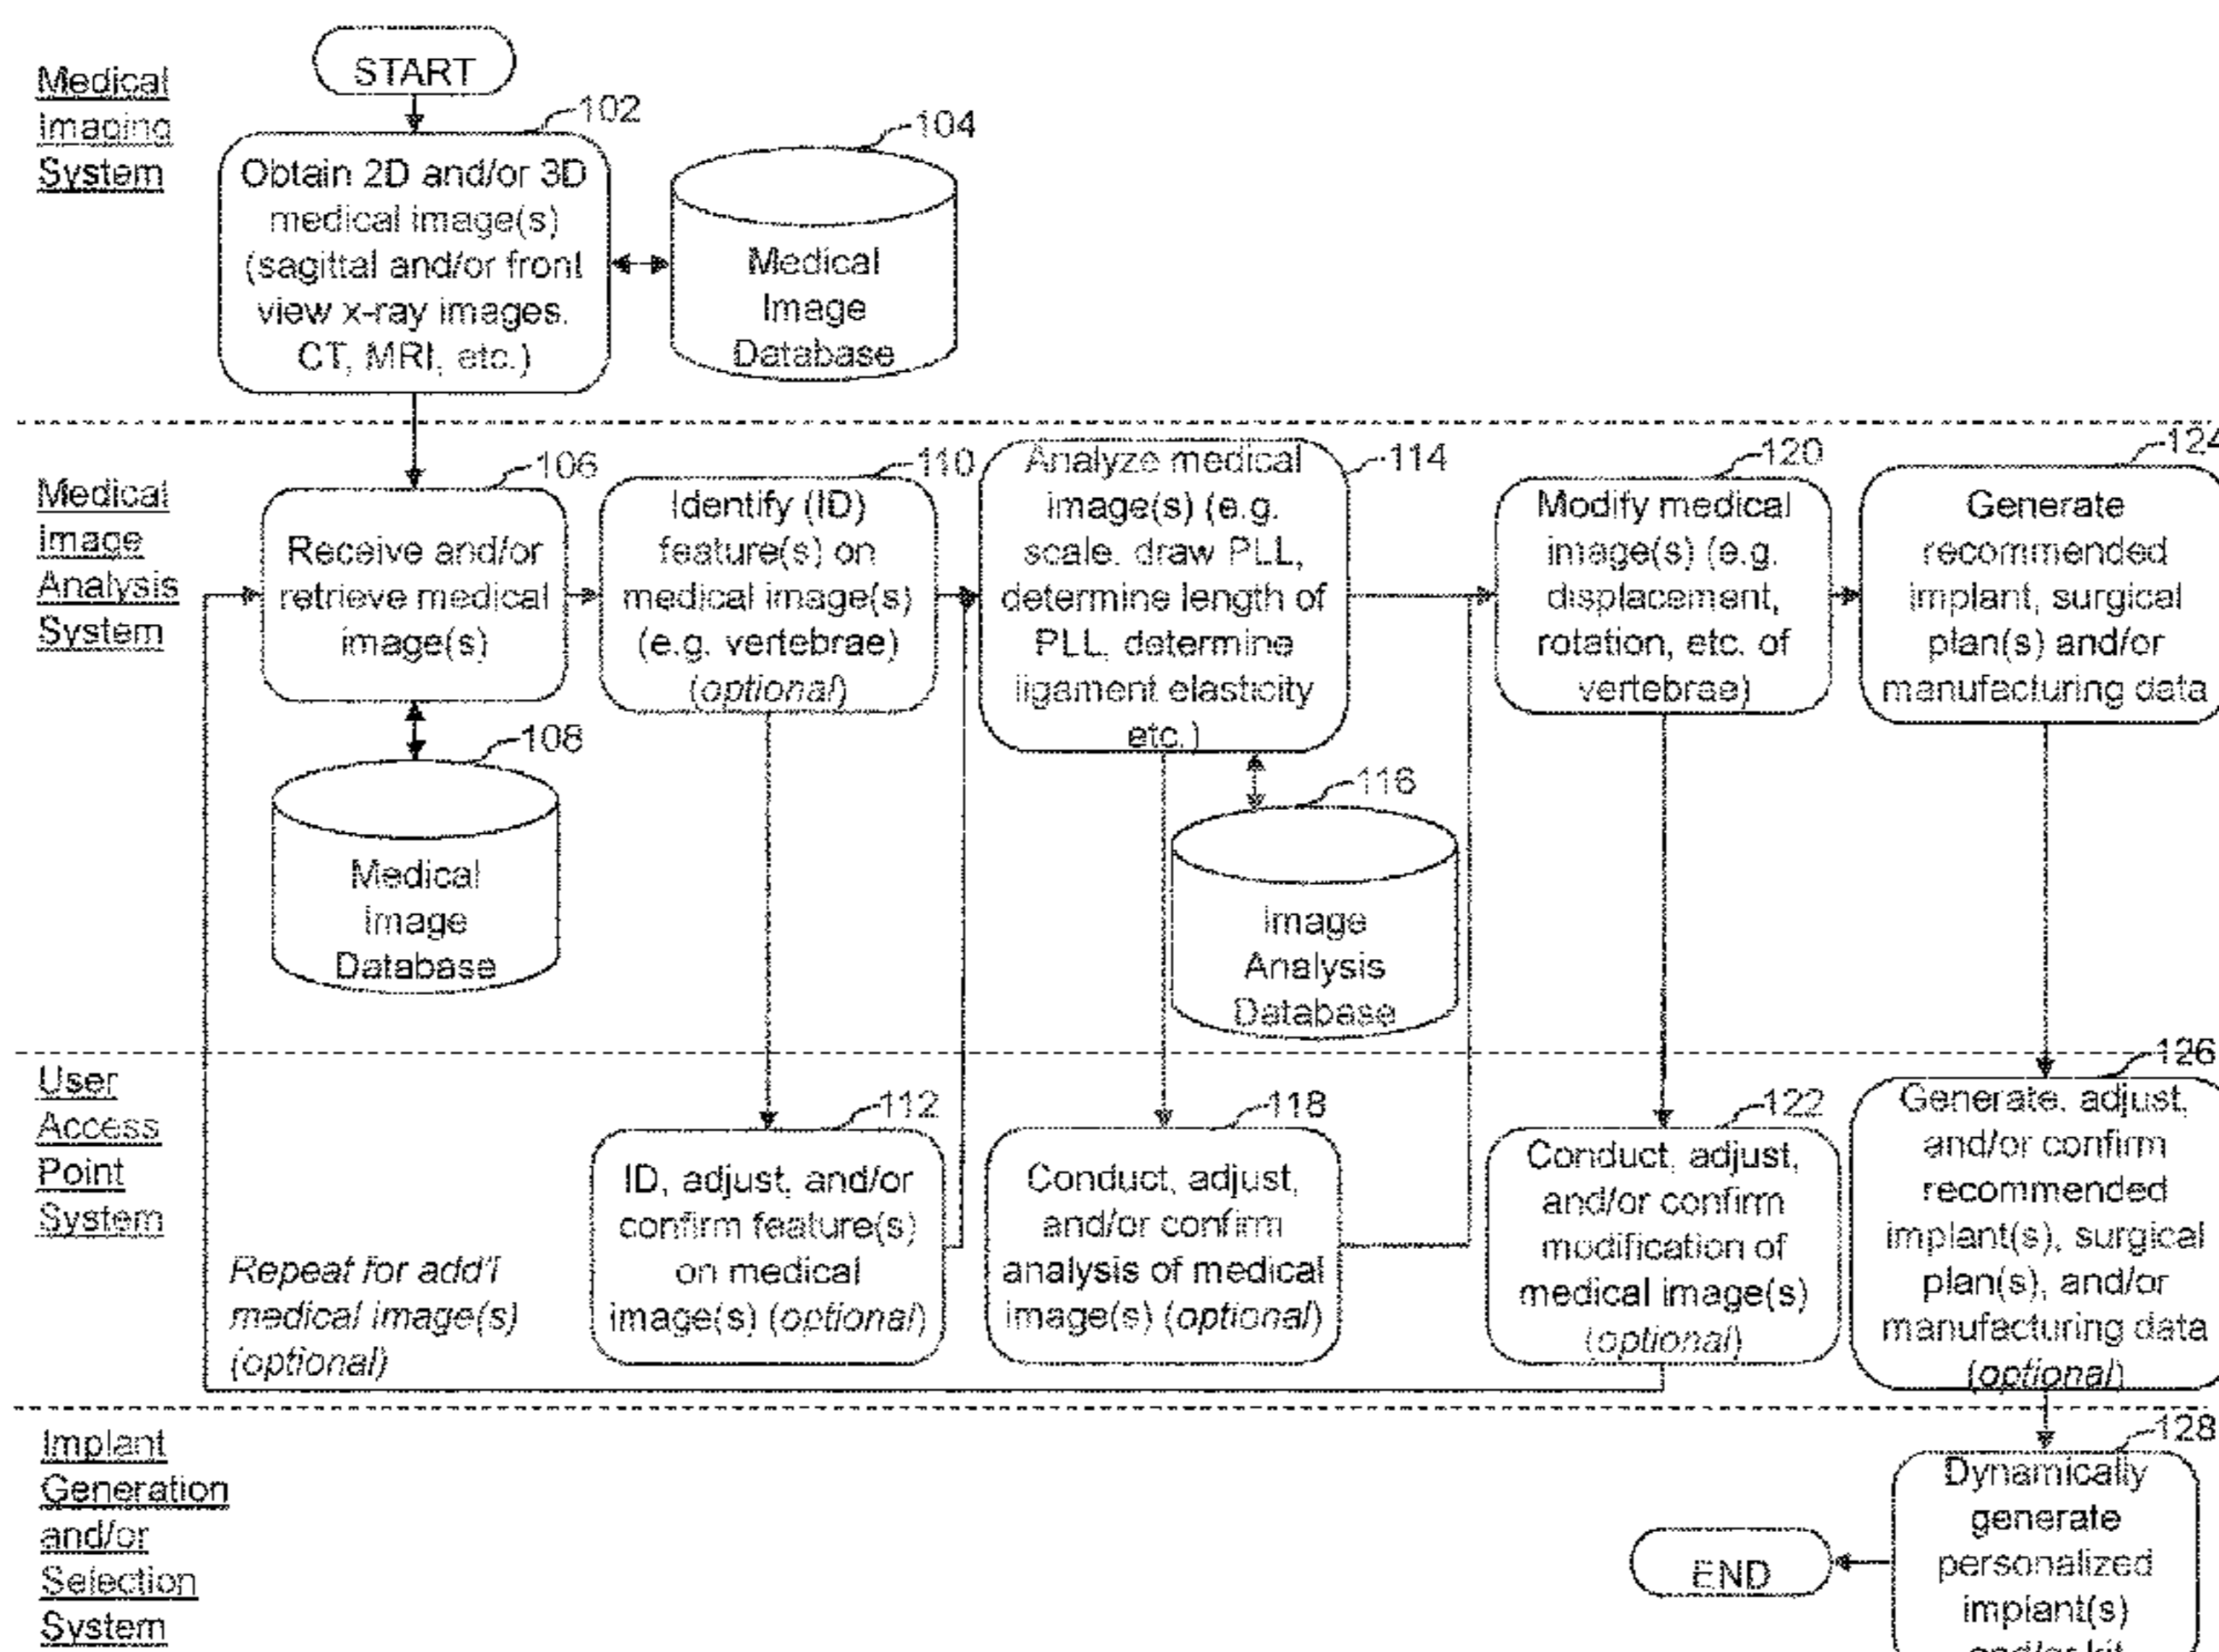 START
Medical
Imaging
System
102
Obtain 2D and/or 3D
medical image(s)
(sagittal and/or front
view x-ray images.
CT, MRI, etc.)
104
Medical
Image
Database
Medical
Image
Analysis
System
106
Receive and/or
retrieve medical
image(s)
108
Medical
Image
Database
110
Identify (ID)
feature(s) on
medical image(s)
(e.g. vertebrae)
(optional)
114
Analyze medical
image(s) (e.g.
scale, draw PLL,
determine length of
PLL, determine
ligament elasticity
etc.)
116
Image
Analysis
Database
120
Modify medical
image(s) (e.g.
displacement,
rotation, etc. of
vertebrae)
124
Generate
recommended
implant, surgical
plan(s) and/or
manufacturing data
User
Access
Point
System
Repeat for add'l
medical image(s)
(optional)
112
ID, adjust, and/or
confirm feature(s)
on medical
image(s) (optional)
118
Conduct, adjust,
and/or confirm
analysis of medical
image(s) (optional)
122
Conduct, adjust,
and/or confirm
modification of
medical image(s)
(optional)
126
Generate, adjust,
and/or confirm
recommended
implant(s), surgical
plan(s), and/or
manufacturing data
(optional)
Implant
Generation
and/or
Selection
System
128
Dynamically
generate
personalized
implant(s)
and/or kit
END